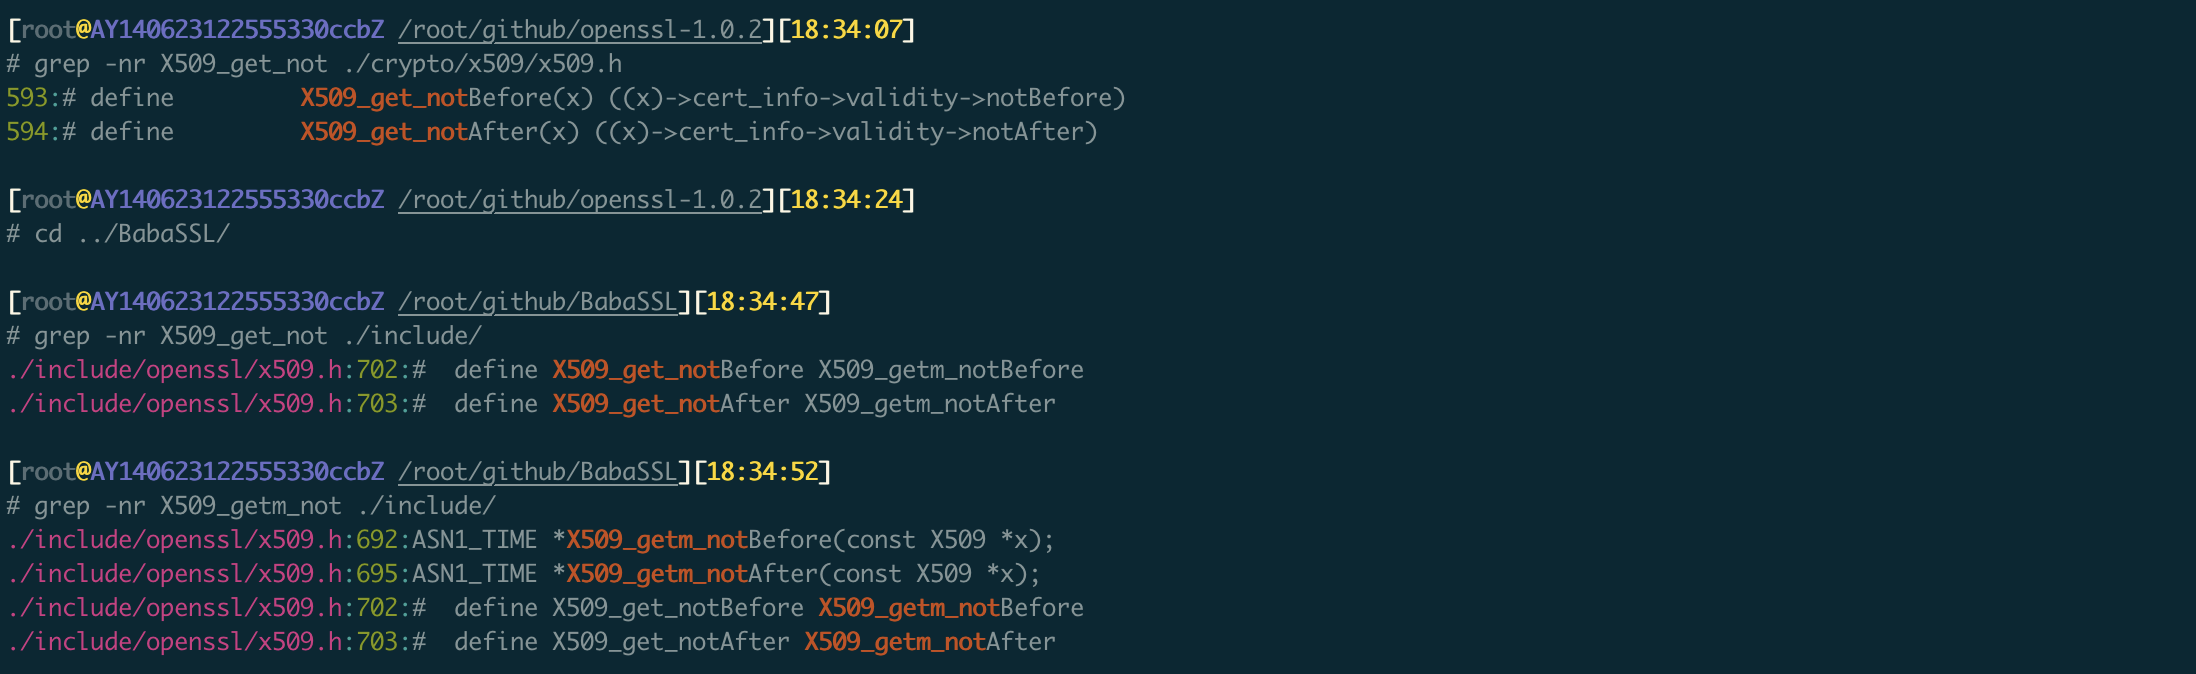 [root@AY140623122555330ccbZ /root/github/openssl-1.0.2][18:34:07]
# grep -nr X509_get_not ./crypto/x509/x509.h
593:# define         X509_get_notBefore(x) ((x)->cert_info->validity->notBefore)
594:# define         X509_get_notAfter(x) ((x)->cert_info->validity->notAfter)
[root@AY140623122555330ccbZ /root/github/openssl-1.0.2][18:34:24]
# cd ../BabaSSL/
[root@AY140623122555330ccbZ /root/github/BabaSSL][18:34:47]
# grep -nr X509_get_not ./include/
./include/openssl/x509.h:702:#  define X509_get_notBefore X509_getm_notBefore
./include/openssl/x509.h:703:#  define X509_get_notAfter X509_getm_notAfter
[root@AY140623122555330ccbZ /root/github/BabaSSL][18:34:52]
# grep -nr X509_getm_not ./include/
./include/openssl/x509.h:692:ASN1_TIME *X509_getm_notBefore(const X509 *x);
./include/openssl/x509.h:695:ASN1_TIME *X509_getm_notAfter(const X509 *x);
./include/openssl/x509.h:702:#  define X509_get_notBefore X509_getm_notBefore
./include/openssl/x509.h:703:#  define X509_get_notAfter X509_getm_notAfter